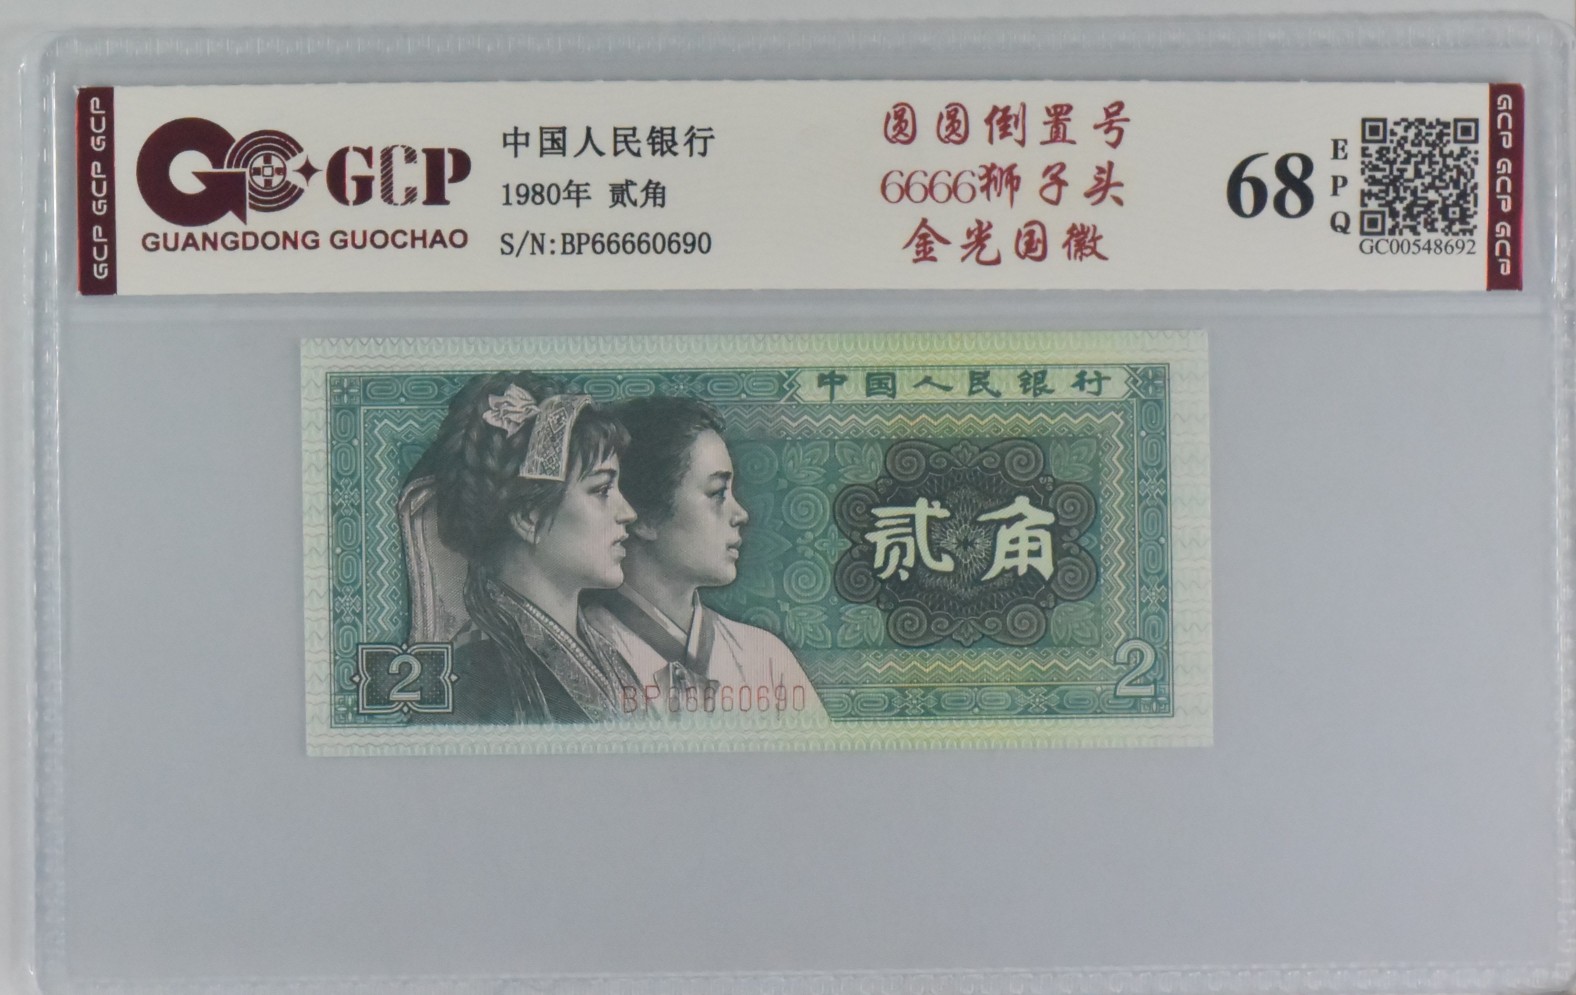 GCP GCP GCP
GCP
GUANGDONG GUOCHAO
中国人民银行
1980年 贰角
S/N:BP66660690
圆圆倒置号
6666狮子头
金光国徽
68
EPQ
GC00548692
GCP GCP GCP
中国人民银行
贰角
2
2
BP66660690